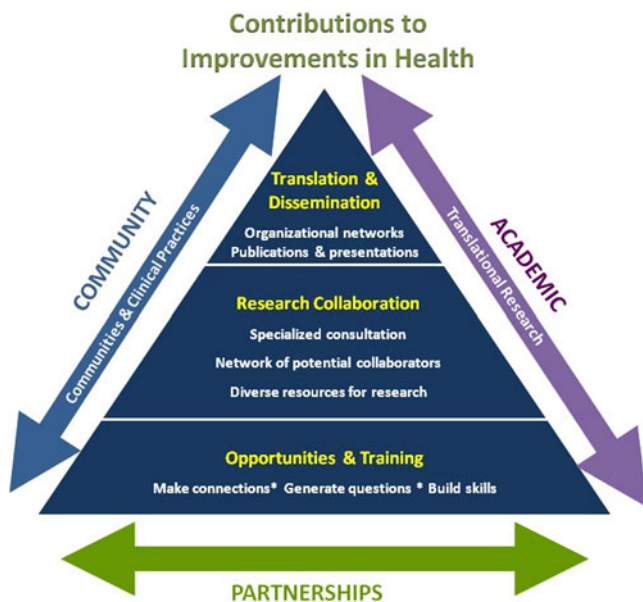 Contributions to
Improvements in Health
COMMUNITY
Communities & Clinical Practices
ACADEMIC
Translational Research
Translation &
Dissemination
Organizational networks
Publications & presentations
Research Collaboration
Specialized consultation
Network of potential collaborators
Diverse resources for research
Opportunities & Training
Make connections* Generate questions * Build skills
PARTNERSHIPS